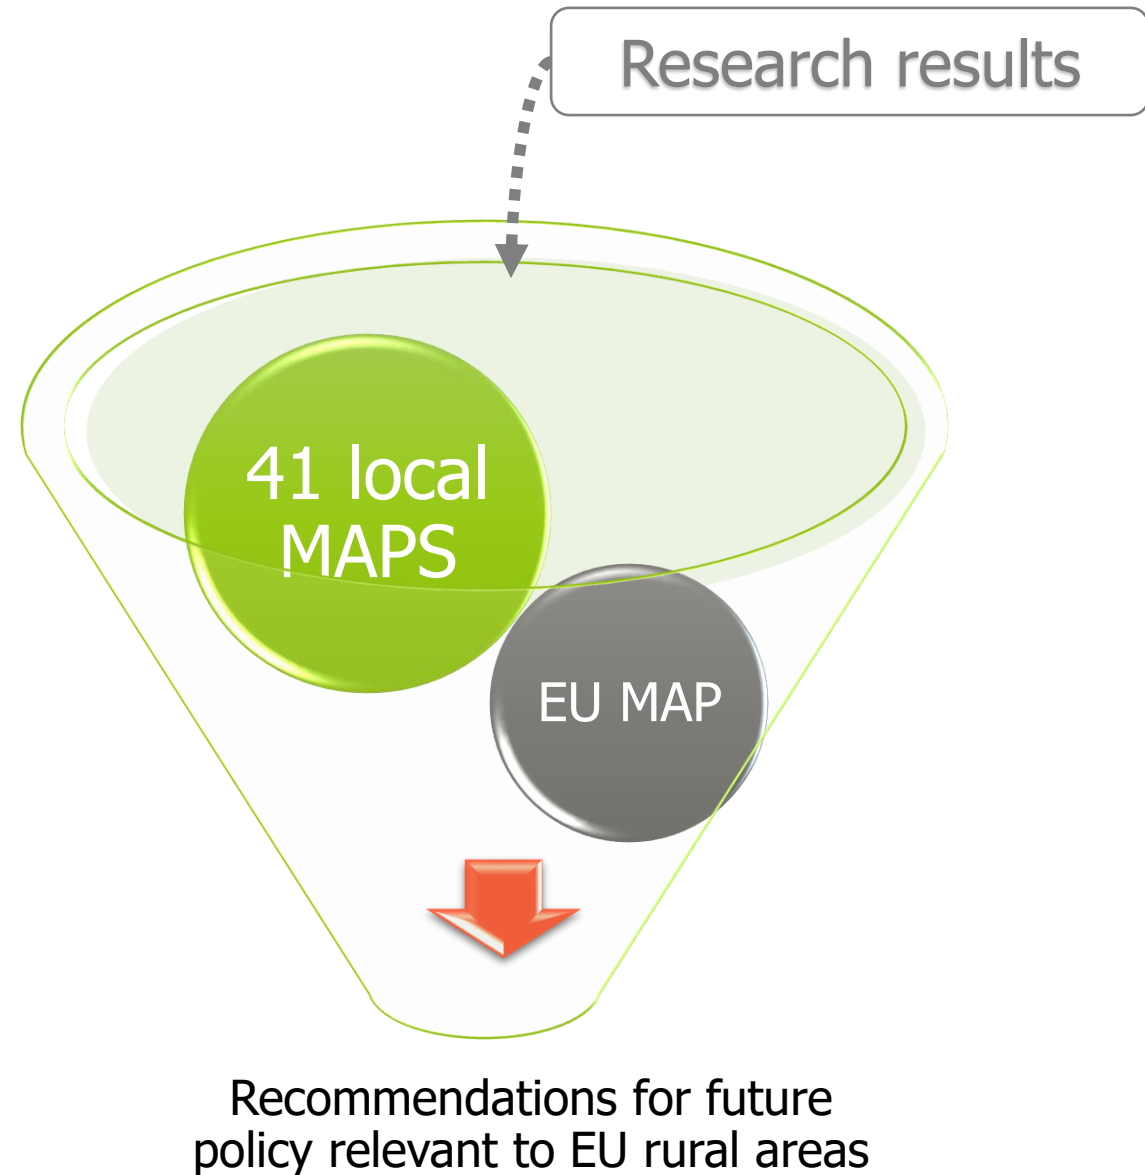 Research results
41 local
MAPS
EU MAP
Recommendations for future
policy relevant to EU rural areas